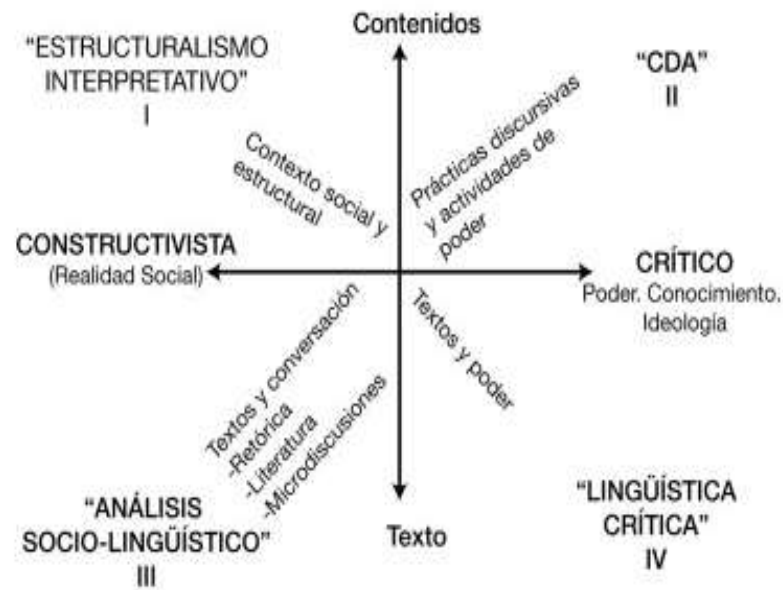 Contenidos
“ESTRUCTURALISMO
INTERPRETATIVO”
I
“CDA”
II
Contexto social y
estructural
Prácticas discursivas
y actividades de
poder
CONSTRUCTIVISTA
(Realidad Social)
CRÍTICO
Poder. Conocimiento.
Ideología
Textos y conversación
-Retórica
-Literatura
-Microdiscusiones
Textos y poder
“ANÁLISIS
SOCIO-LINGÜÍSTICO”
III
Texto
“LINGÜÍSTICA
CRÍTICA”
IV